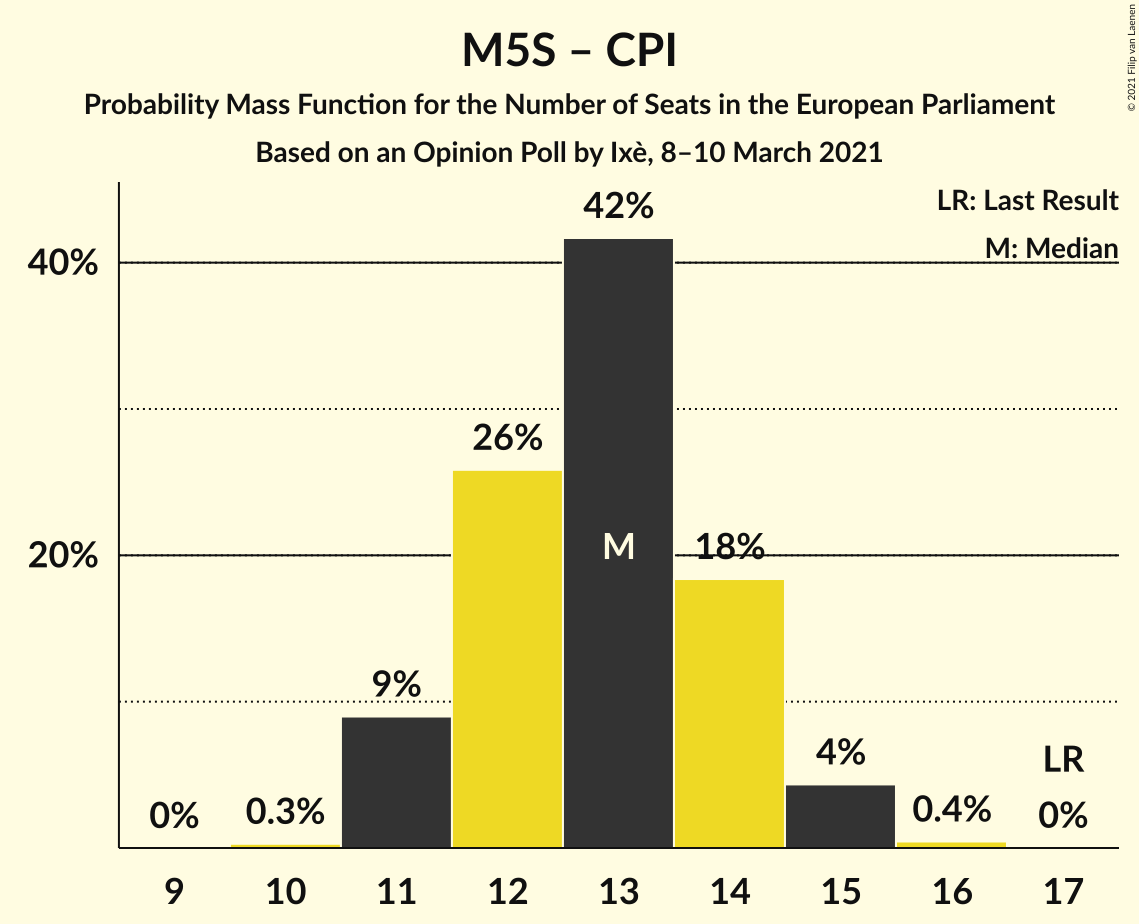 M5S – CPI
Probability Mass Function for the Number of Seats in the European Parliament
Based on an Opinion Poll by Ixè, 8–10 March 2021
© 2021 Filip van Laenen
LR: Last Result
M: Median
42%
40%
26%
M
18%
20%
9%
4%
LR
0%
0.3%
0.4%
0%
9 10 11 12 13 14 15 16 17